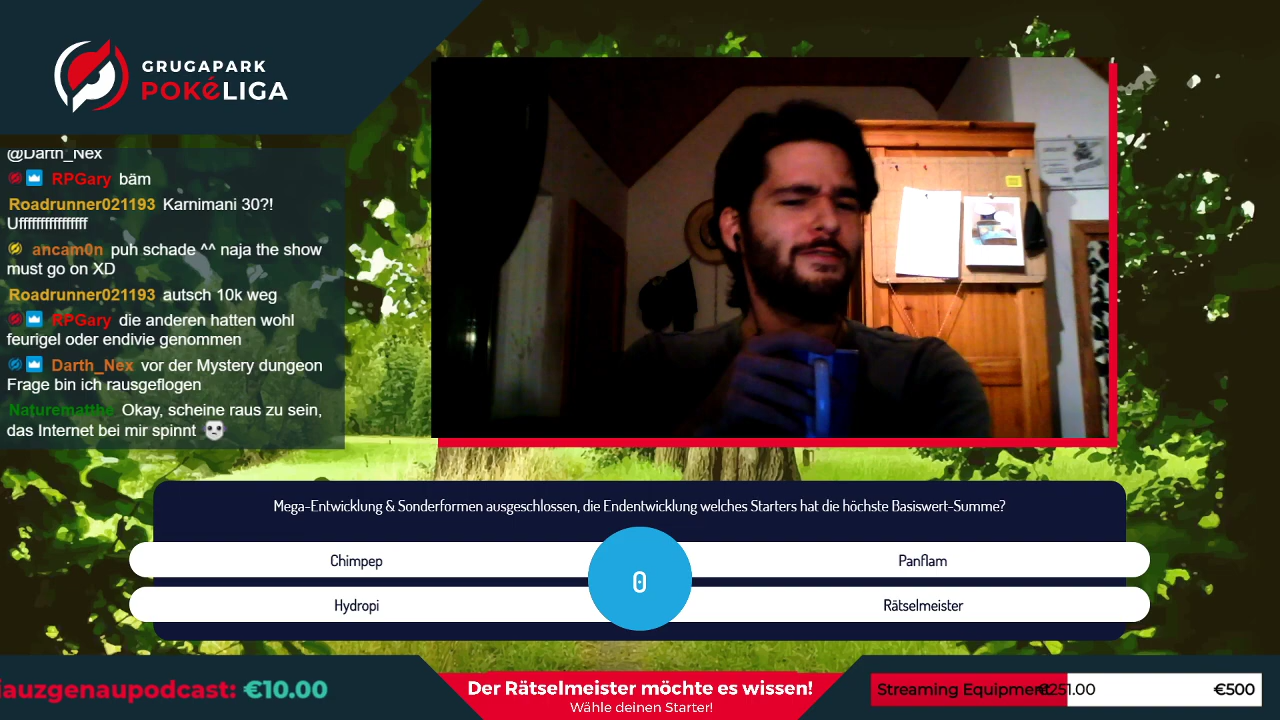 GRUGAPARK
POKéLIGA
@Darth_Nex
RPGary bäm
Roadrunner021193 Karnimani 30?!
Uffffffffffffffff
ancam0n puh schade ^^ naja the show
must go on XD
Roadrunner021193 autsch 10k weg
RPGary die anderen hatten wohl
feurigel oder endivie genommen
Darth_Nex vor der Mystery dungeon
Frage bin ich rausgeflogen
Naturematthe Okay, scheine raus zu sein,
das Internet bei mir spinnt
Mega-Entwicklung & Sonderformen ausgeschlossen, die Endentwicklung welches Starters hat die höchste Basiswert-Summe?
Chimpep
Panflam
0
Hydropi
Rätselmeister
iauzgenaupodcast: €10.00
Der Rätselmeister möchte es wissen!
Wähle deinen Starter!
Streaming Equipment €251.00 €500